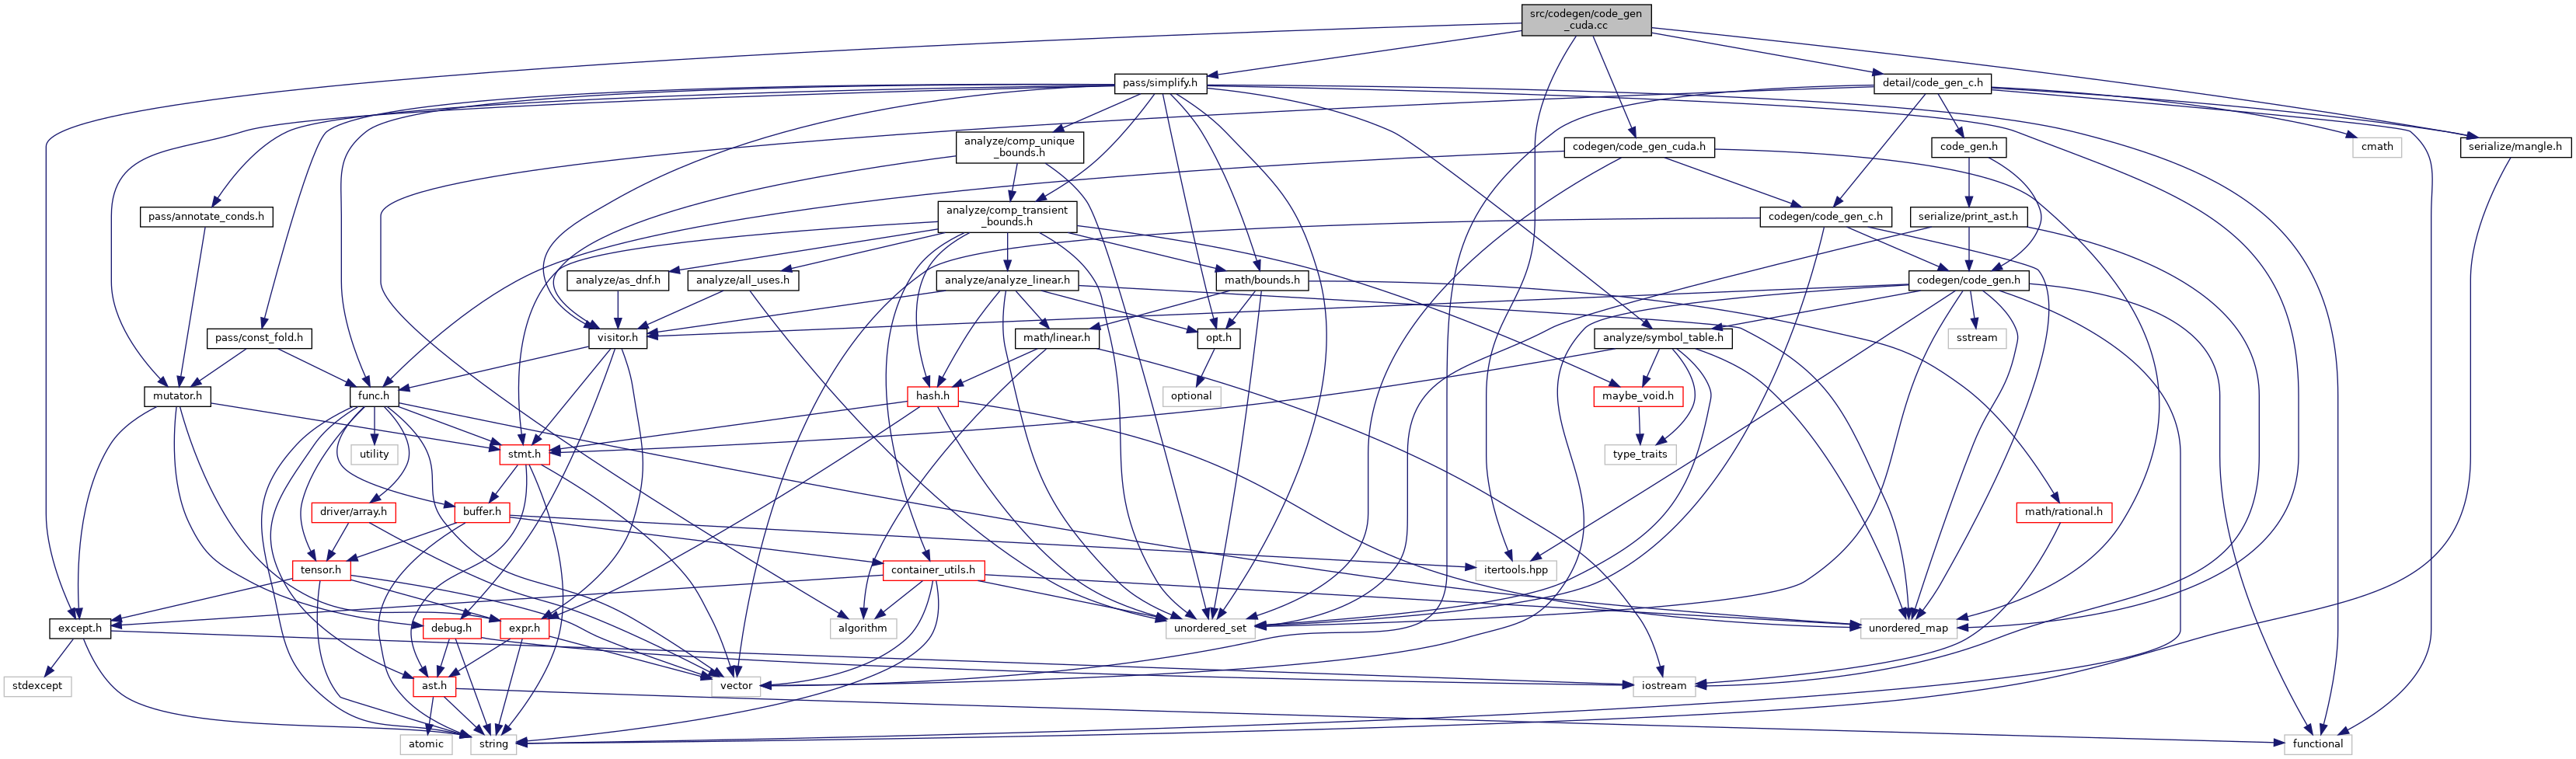 src/codegen/code_gen
_cuda.cc
pass/simplify.h
detail/code_gen_c.h
analyze/comp_unique
_bounds.h
codegen/code_gen_cuda.h
code_gen.h
cmath
serialize/mangle.h
pass/annotate_conds.h
analyze/comp_transient
_bounds.h
codegen/code_gen_c.h
serialize/print_ast.h
analyze/as_dnf.h
analyze/all_uses.h
analyze/analyze_linear.h
math/bounds.h
codegen/code_gen.h
pass/const_fold.h
visitor.h
math/linear.h
opt.h
analyze/symbol_table.h
sstream
mutator.h
func.h
hash.h
optional
maybe_void.h
utility
stmt.h
type_traits
driver/array.h
buffer.h
math/rational.h
tensor.h
container_utils.h
itertools.hpp
except.h
debug.h
expr.h
algorithm
unordered_set
unordered_map
stdexcept
ast.h
vector
iostream
atomic
string
functional